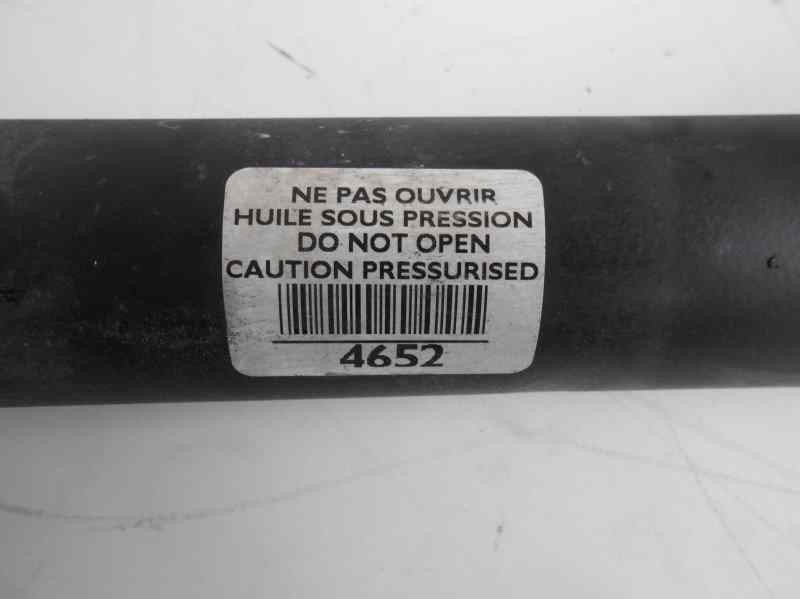 NE PAS OUVRIR
HUILE SOUS PRESSION
DO NOT OPEN
CAUTION PRESSURISED
4652